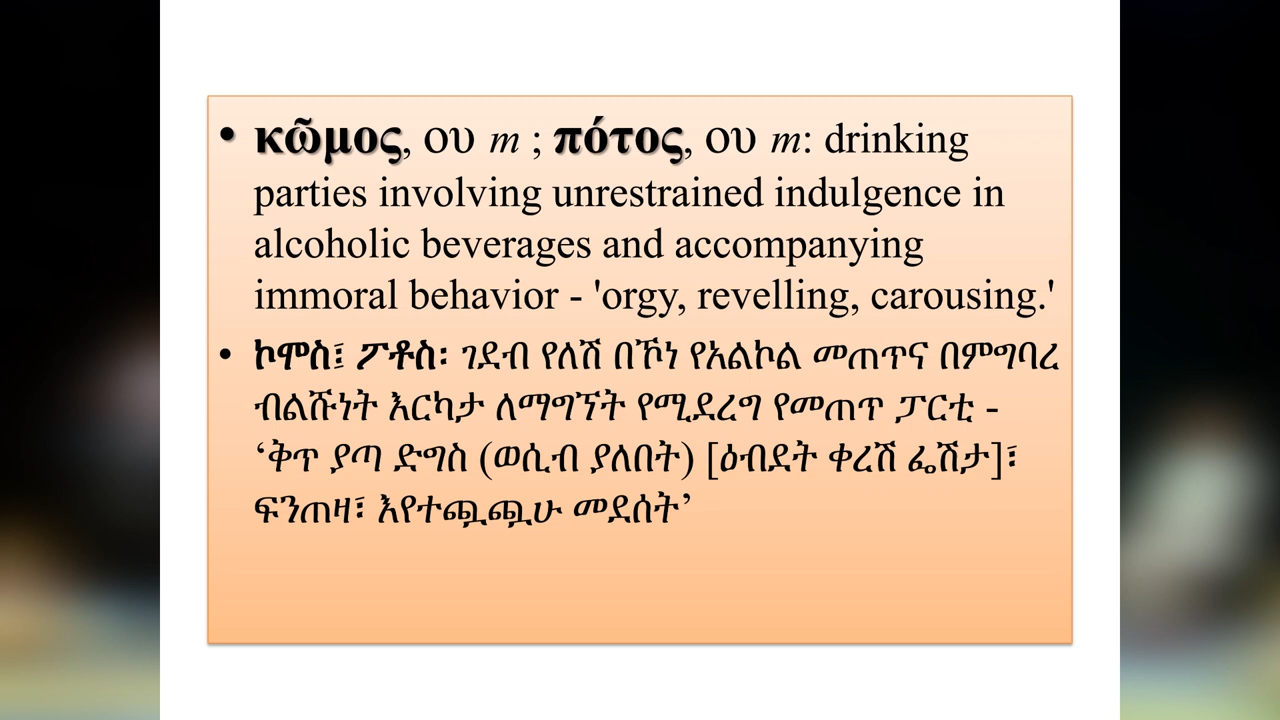 • κῶμος, ου m ; πότος, ου m: drinking
parties involving unrestrained indulgence in
alcoholic beverages and accompanying
immoral behavior - 'orgy, revelling, carousing.'
• ኮሞስ፤ ፖቶስ፡ ገደብ የለሽ በኾነ የአልኮል መጠጥና በምግባረ
ብልሹነት እርካታ ለማግኘት የሚደረግ የመጠጥ ፓርቲ -
‘ቅጥ ያጣ ድግስ (ወሲብ ያለበት) [ዕብደት ቀረሽ ፌሽታ]፣
ፍንጠዛ፣ እየተጯጯሁ መደሰት’